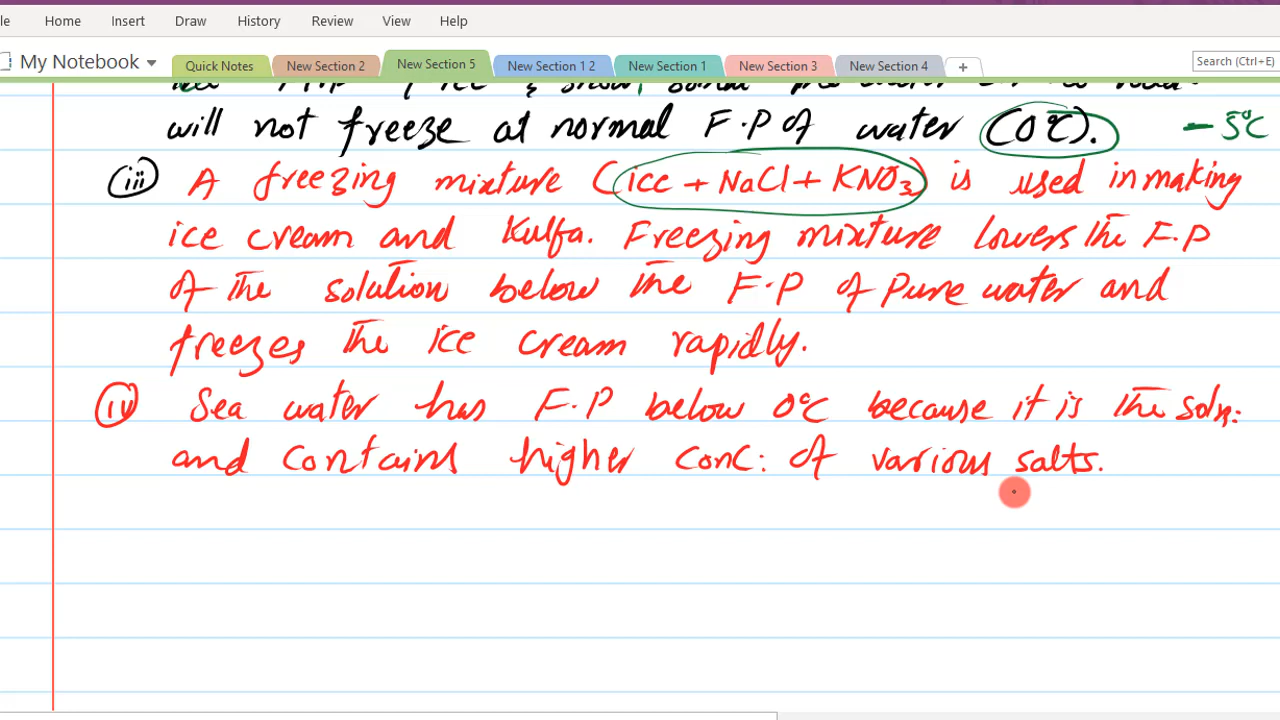 Home Insert Draw History Review View Help
My Notebook Quick Notes New Section 2 New Section 5 New Section 1 2 New Section 1 New Section 3 New Section 4 + Search (Ctrl+E)
F.P of ice & snow,
will not freeze at normal F.P of water (0°C). - 5°C
(iii) A freezing mixture (ice + NaCl + KNO3) is used in making
ice cream and Kulfa. Freezing mixture lowers the F.P
of the solution below the F.P of Pure water and
freezes the ice cream rapidly.
(iv) Sea water has F.P below 0°C because it is the soln:
and contains higher conc: of various salts.